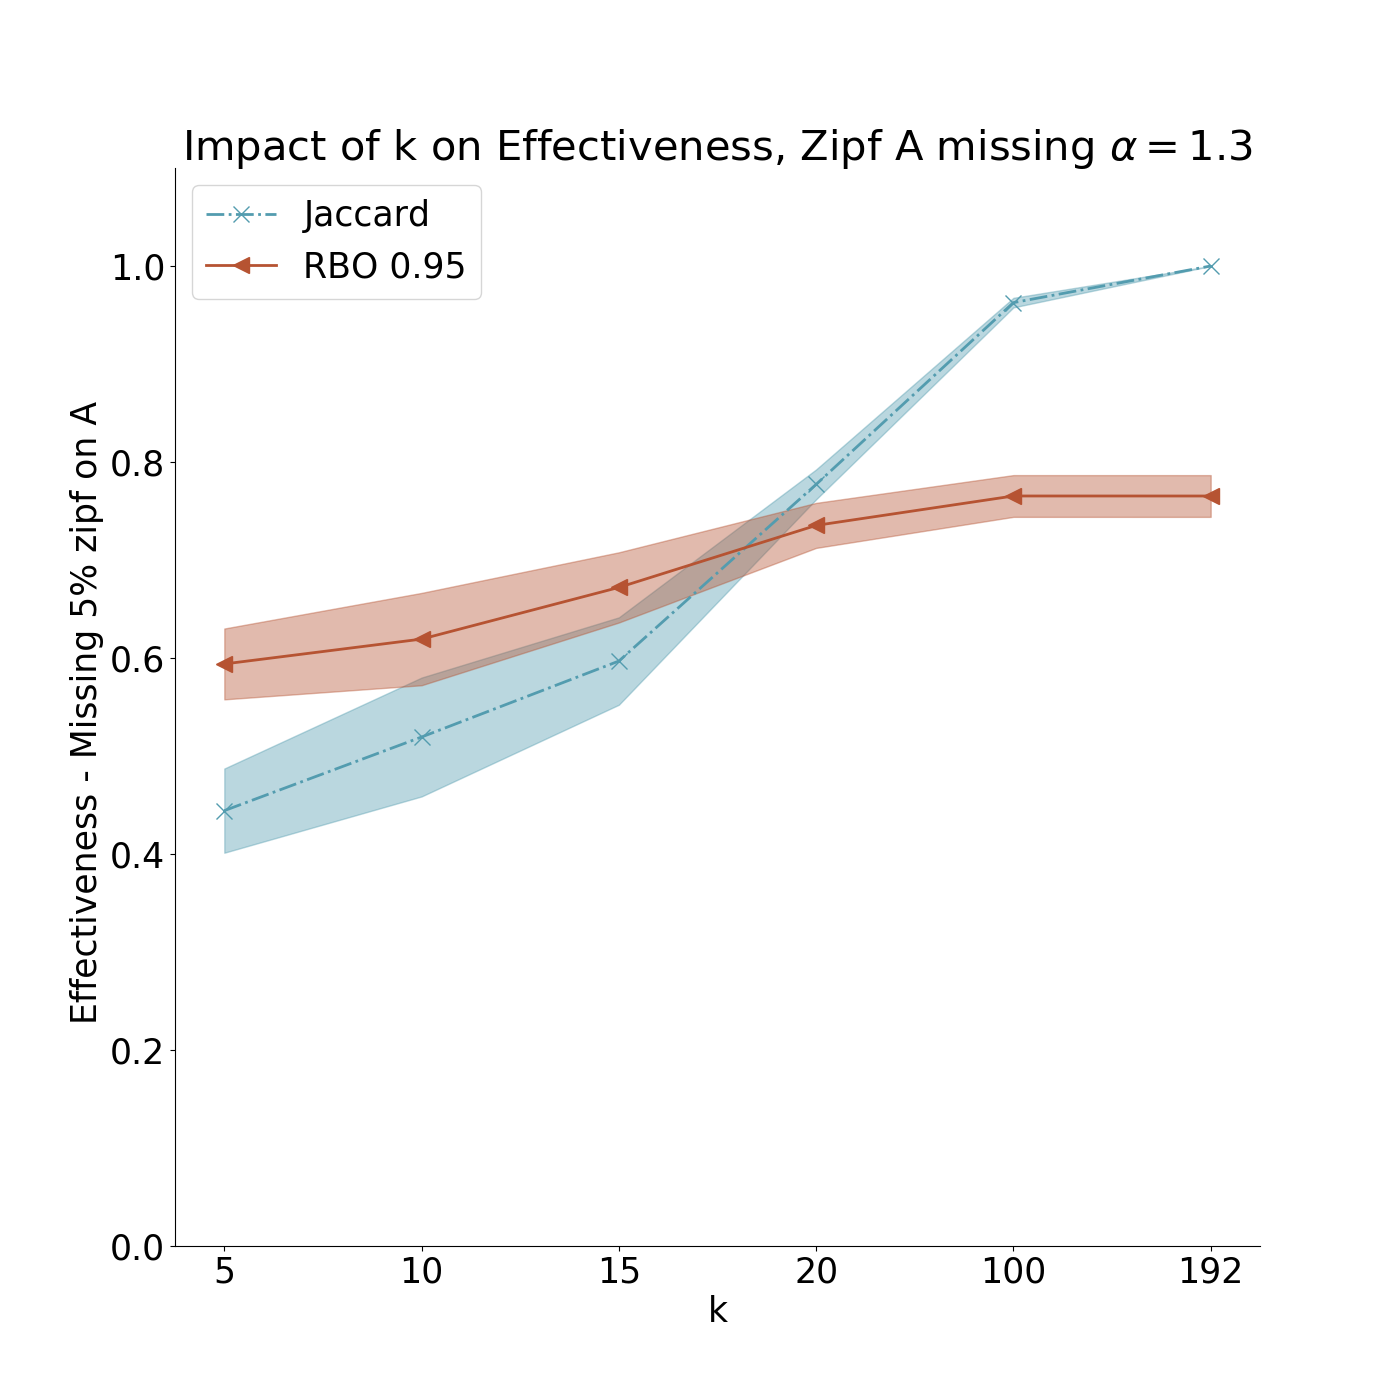 Impact of k on Effectiveness, Zipf A missing α = 1.3
Jaccard
RBO 0.95
Effectiveness - Missing 5% zipf on A
1.0
0.8
0.6
0.4
0.2
0.0
5 10 15 20 100 192
k